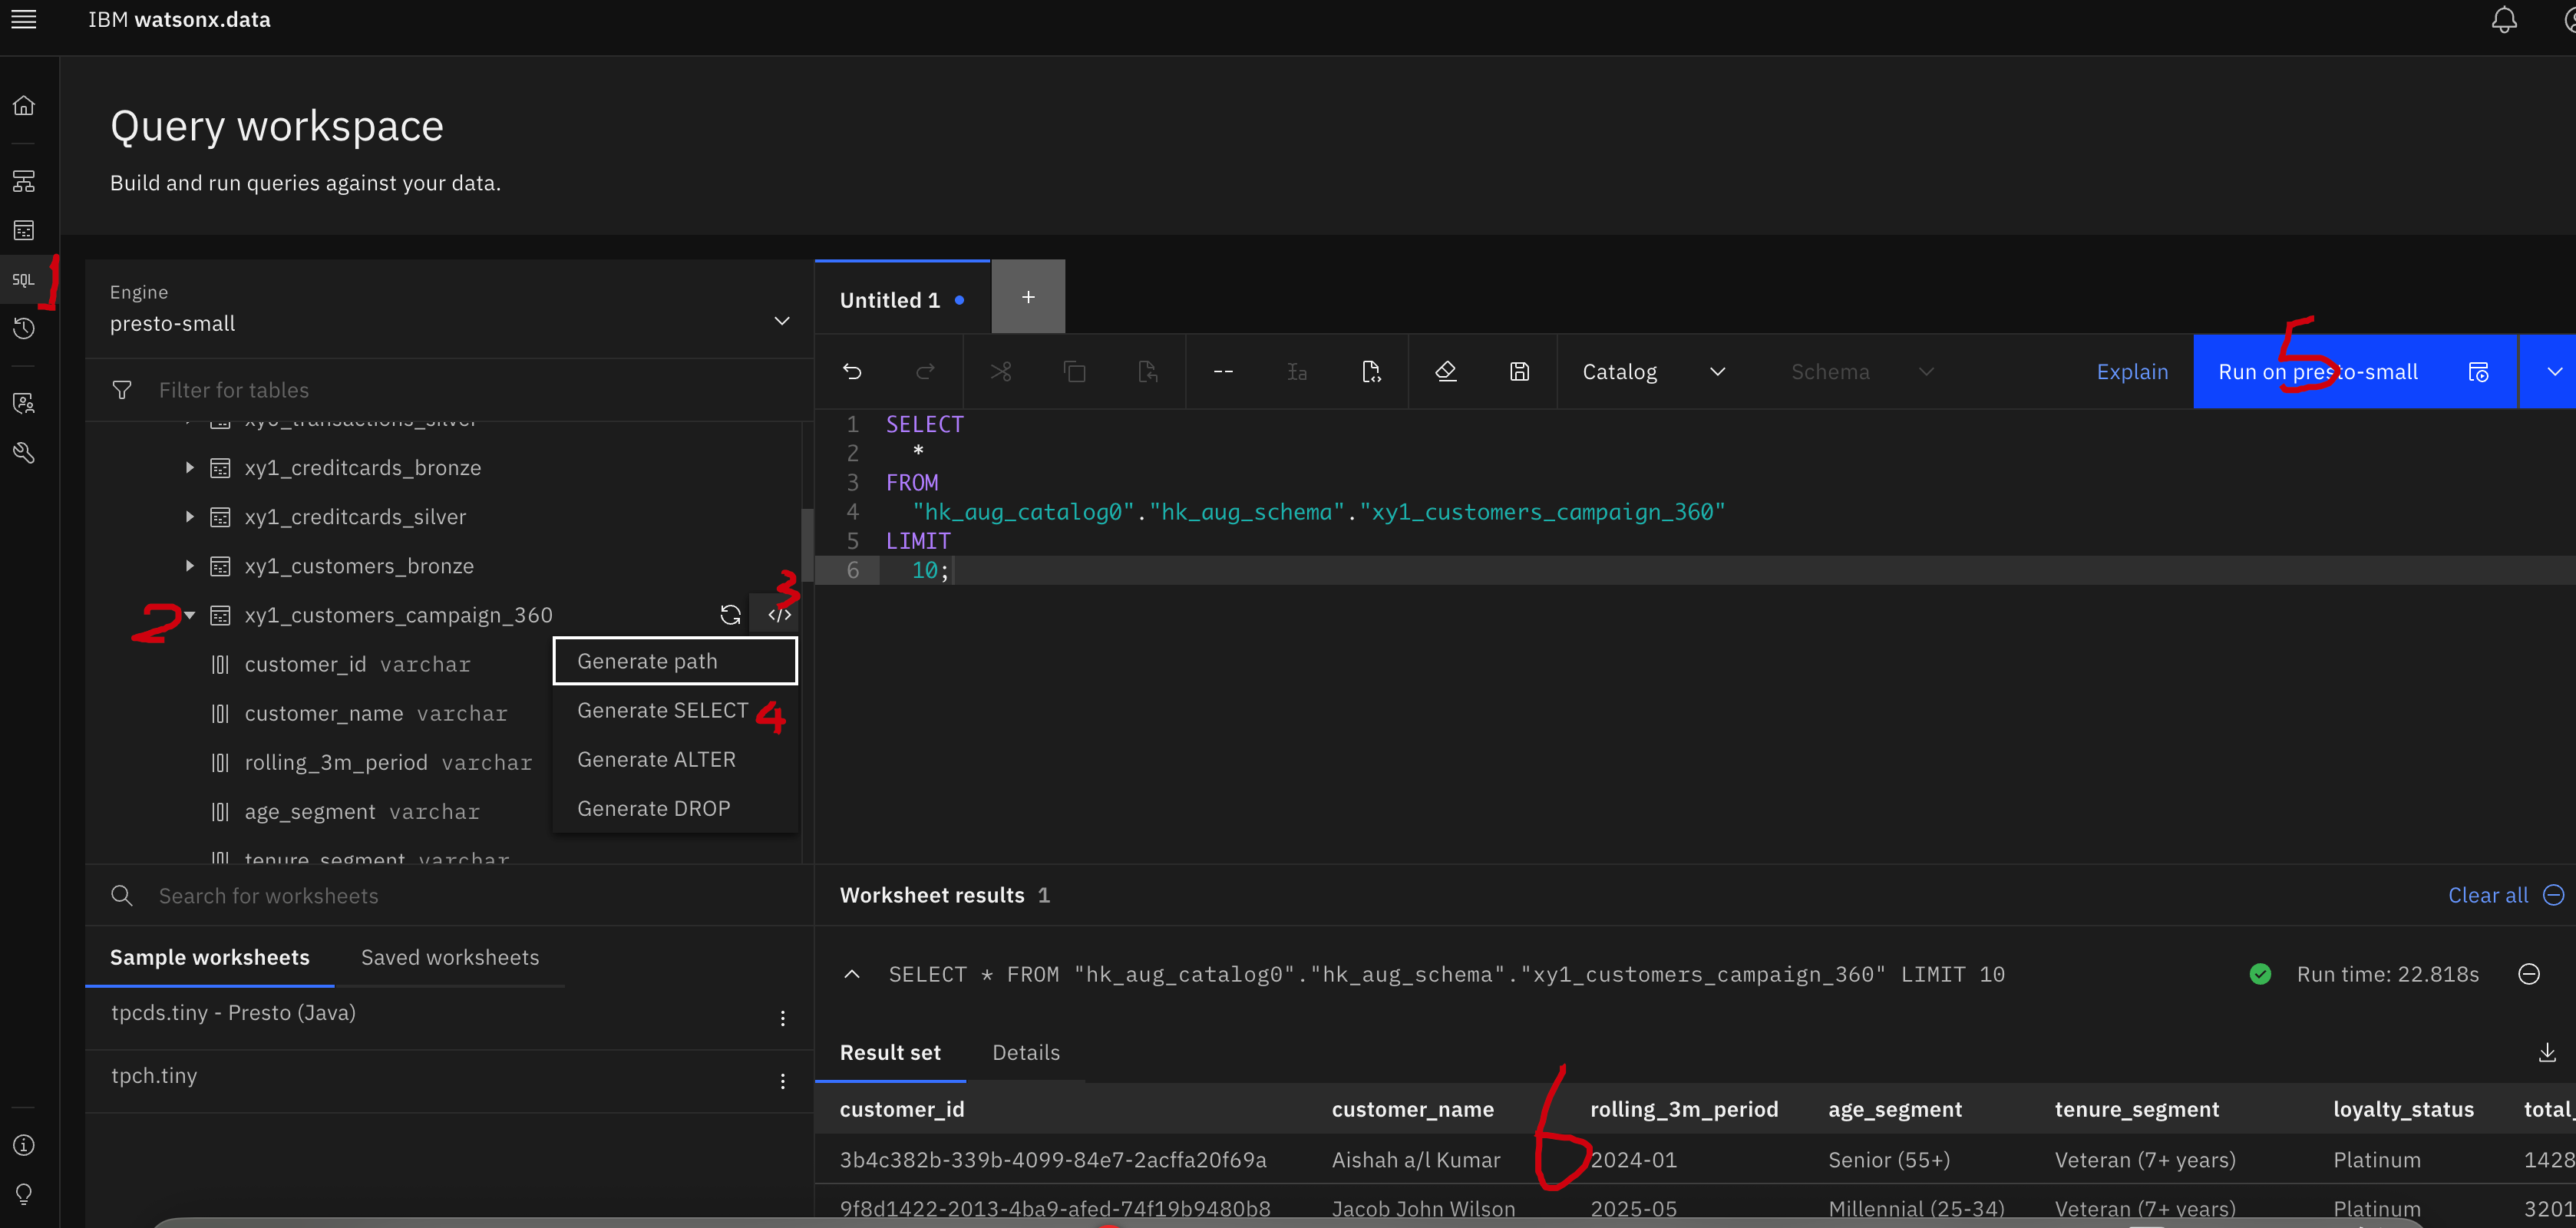 IBM watsonx.data
Query workspace
Build and run queries against your data.
SQL
1
Engine
presto-small
Filter for tables
xy1_creditcards_bronze
xy1_creditcards_silver
xy1_customers_bronze
2
xy1_customers_campaign_360
3
</>
customer_id varchar
customer_name varchar
rolling_3m_period varchar
age_segment varchar
tenure_segment varchar
Generate path
Generate SELECT
4
Generate ALTER
Generate DROP
Search for worksheets
Sample worksheets Saved worksheets
tpcds.tiny - Presto (Java)
tpch.tiny
Untitled 1
+
Catalog
Schema
Explain
Run on presto-small
5
1 SELECT
2 *
3 FROM
4 "hk_aug_catalog0"."hk_aug_schema"."xy1_customers_campaign_360"
5 LIMIT
6 10;
Worksheet results 1
Clear all
SELECT * FROM "hk_aug_catalog0"."hk_aug_schema"."xy1_customers_campaign_360" LIMIT 10
Run time: 22.818s
Result set Details
6
customer_id customer_name rolling_3m_period age_segment tenure_segment loyalty_status total_
3b4c382b-339b-4099-84e7-2acffa20f69a Aishah a/l Kumar 2024-01 Senior (55+) Veteran (7+ years) Platinum 1428
9f8d1422-2013-4ba9-afed-74f19b9480b8 Jacob John Wilson 2025-05 Millennial (25-34) Veteran (7+ years) Platinum 3201